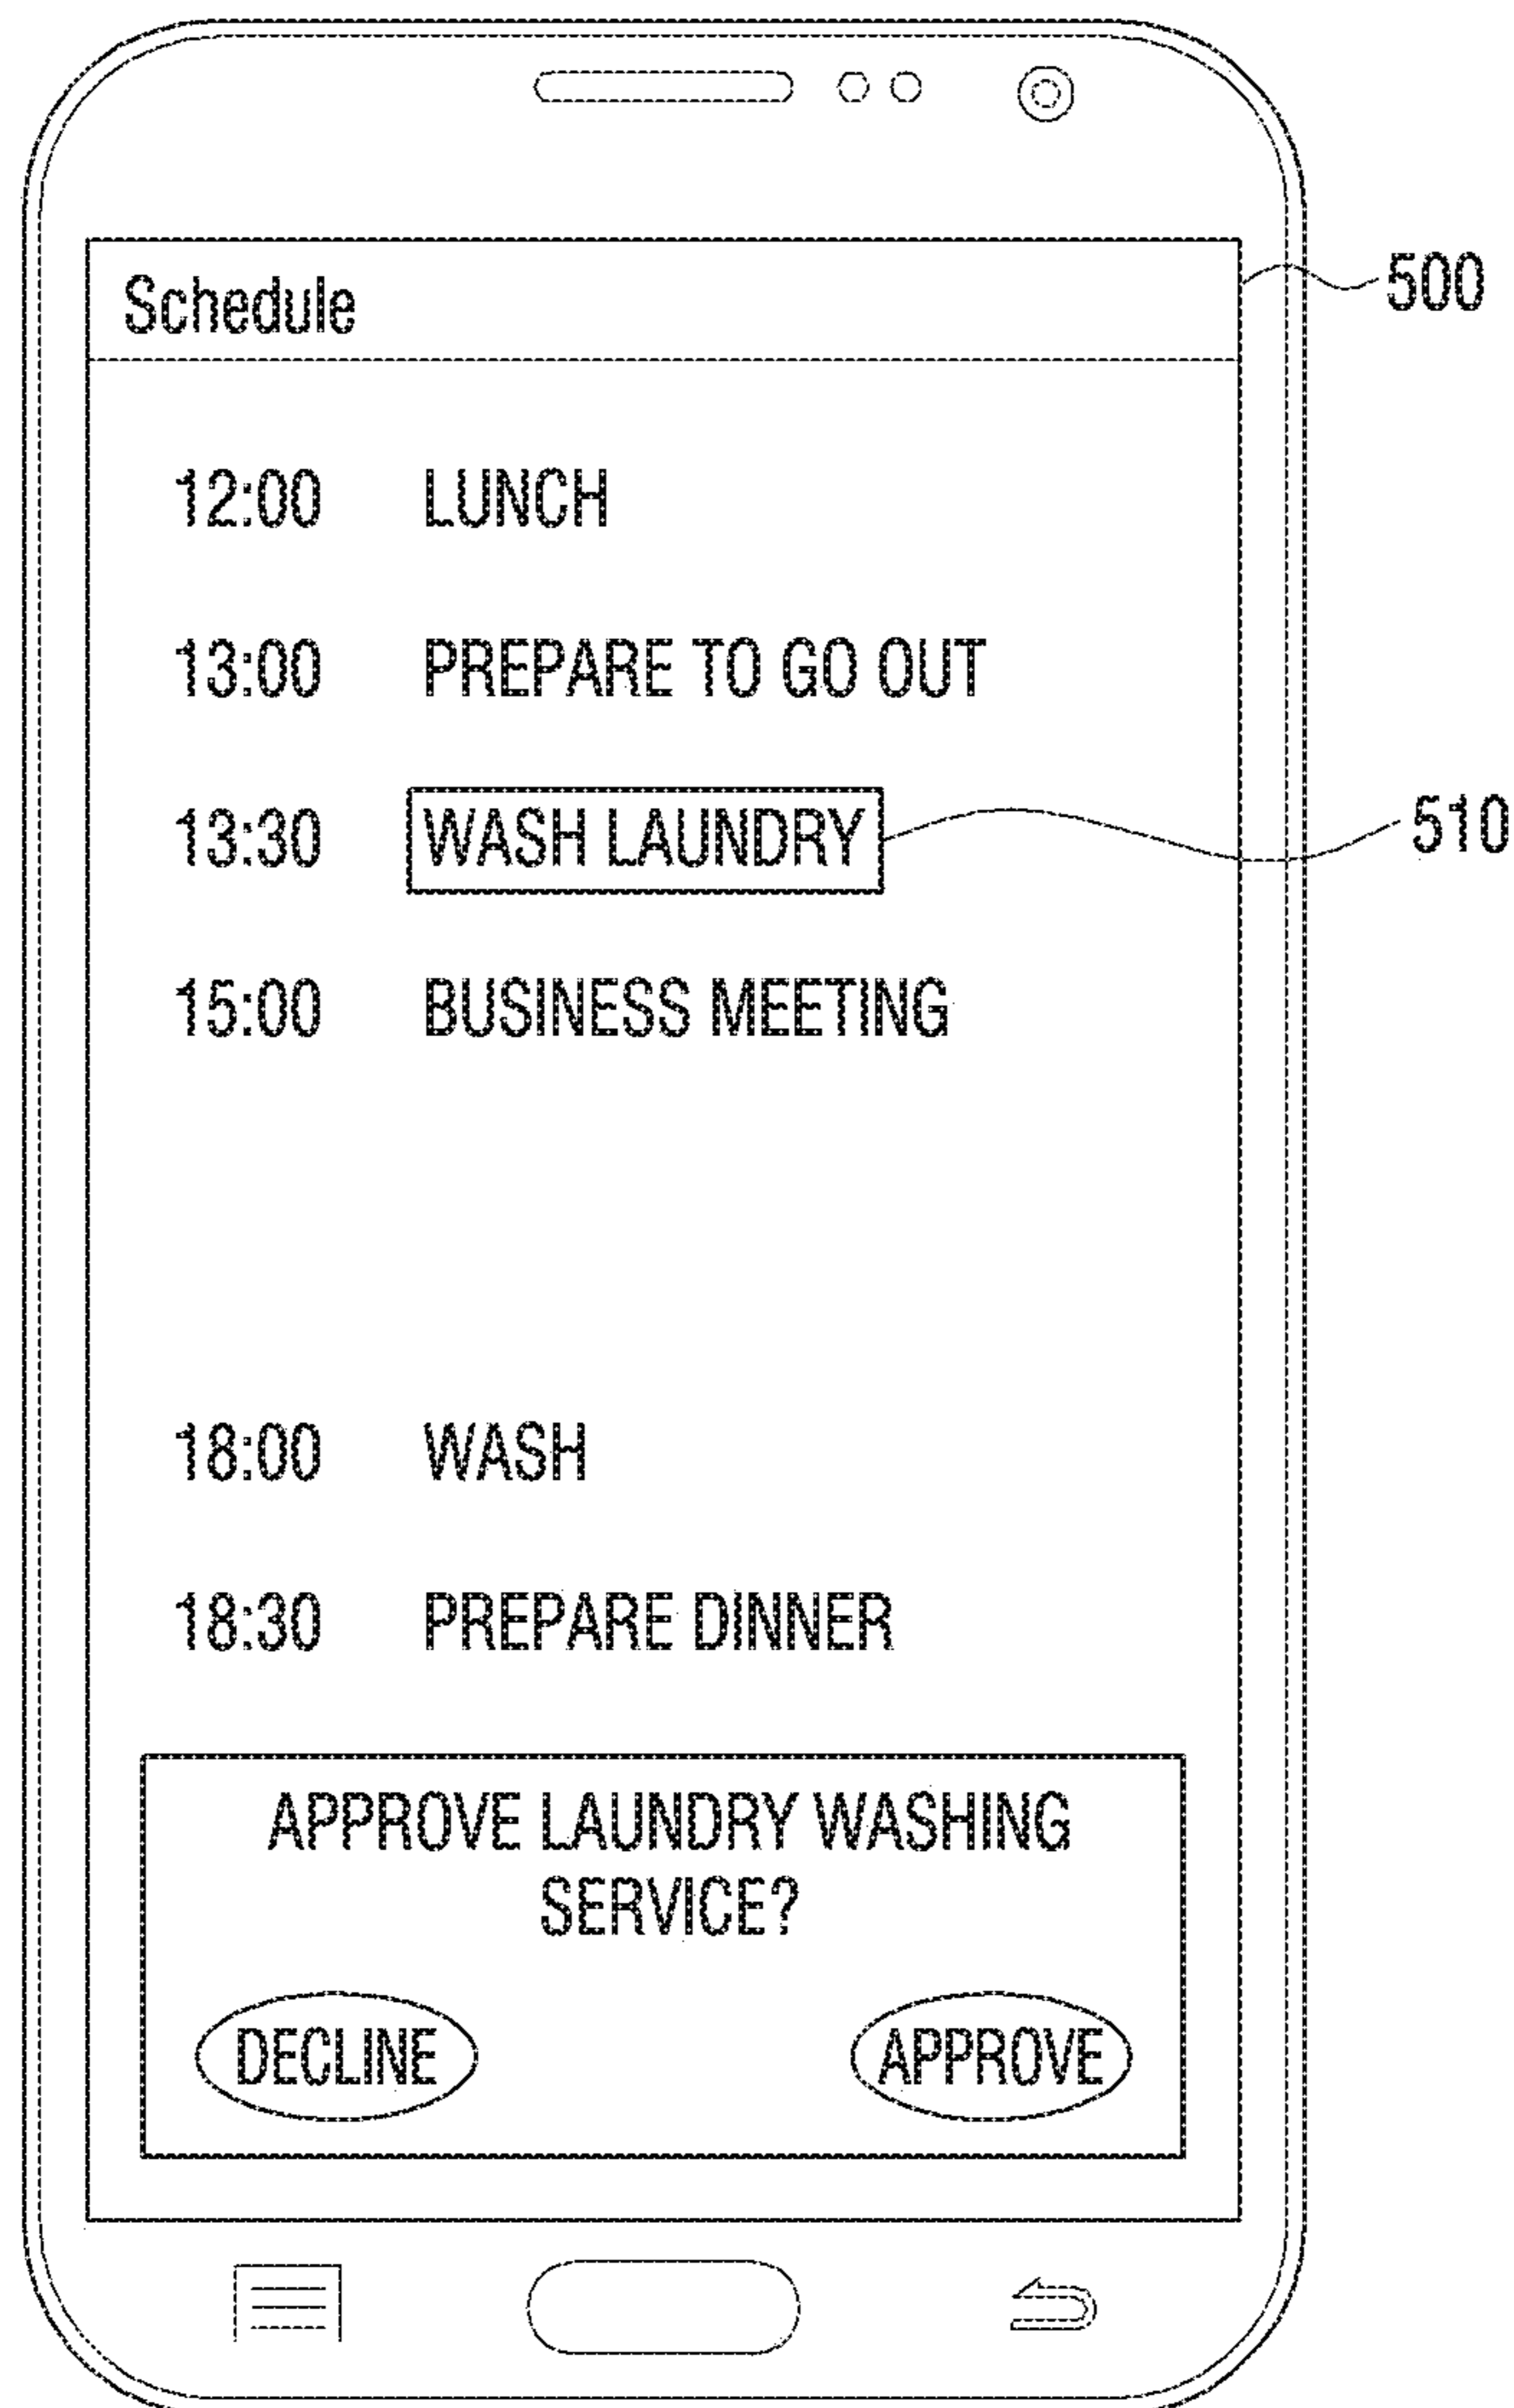 Schedule
500
12:00 LUNCH
13:00 PREPARE TO GO OUT
13:30 WASH LAUNDRY
510
15:00 BUSINESS MEETING
18:00 WASH
18:30 PREPARE DINNER
APPROVE LAUNDRY WASHING
SERVICE?
DECLINE APPROVE